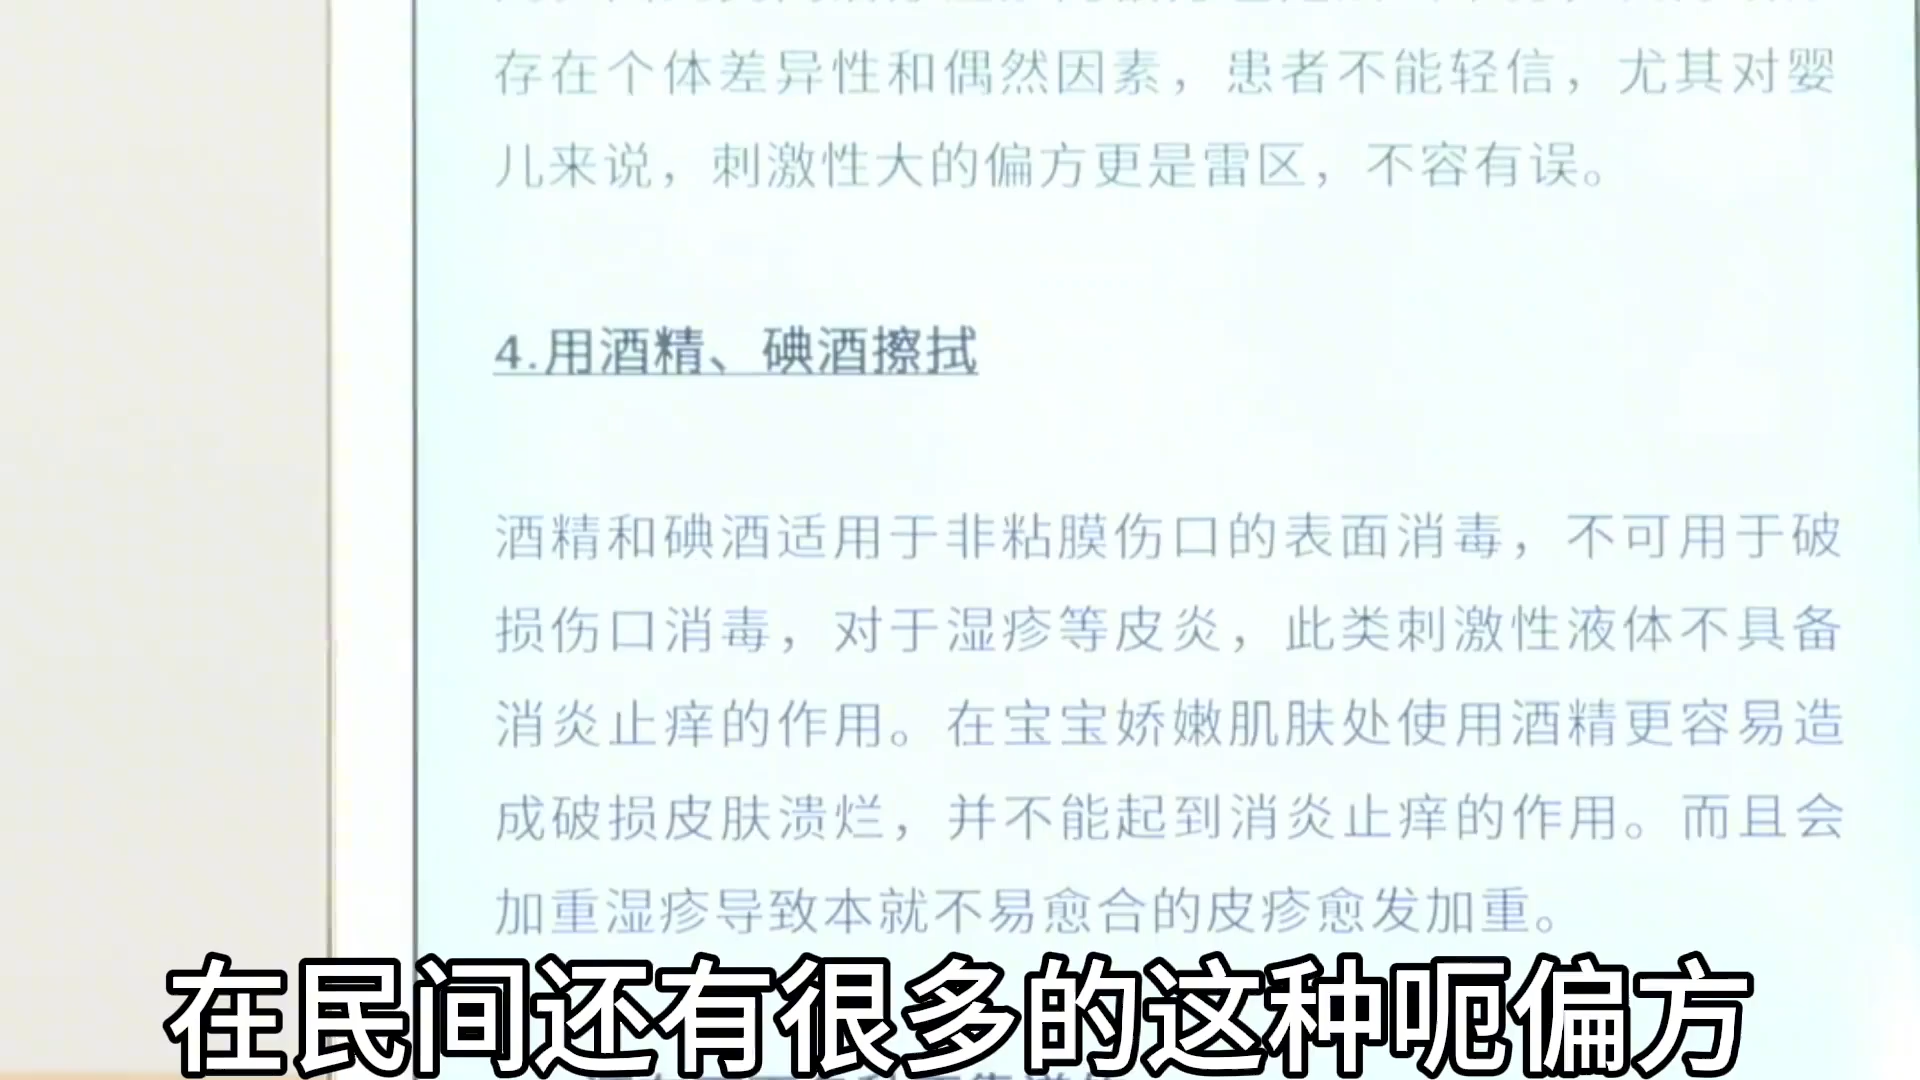 存在个体差异性和偶然因素，患者不能轻信，尤其对婴
儿来说，刺激性大的偏方更是雷区，不容有误。
4.用酒精、碘酒擦拭
酒精和碘酒适用于非粘膜伤口的表面消毒，不可用于破
损伤口消毒，对于湿疹等皮炎，此类刺激性液体不具备
消炎止痒的作用。在宝宝娇嫩肌肤处使用酒精更容易造
成破损皮肤溃烂，并不能起到消炎止痒的作用。而且会
加重湿疹导致本就不易愈合的皮疹愈发加重。
在民间还有很多的这种呃偏方